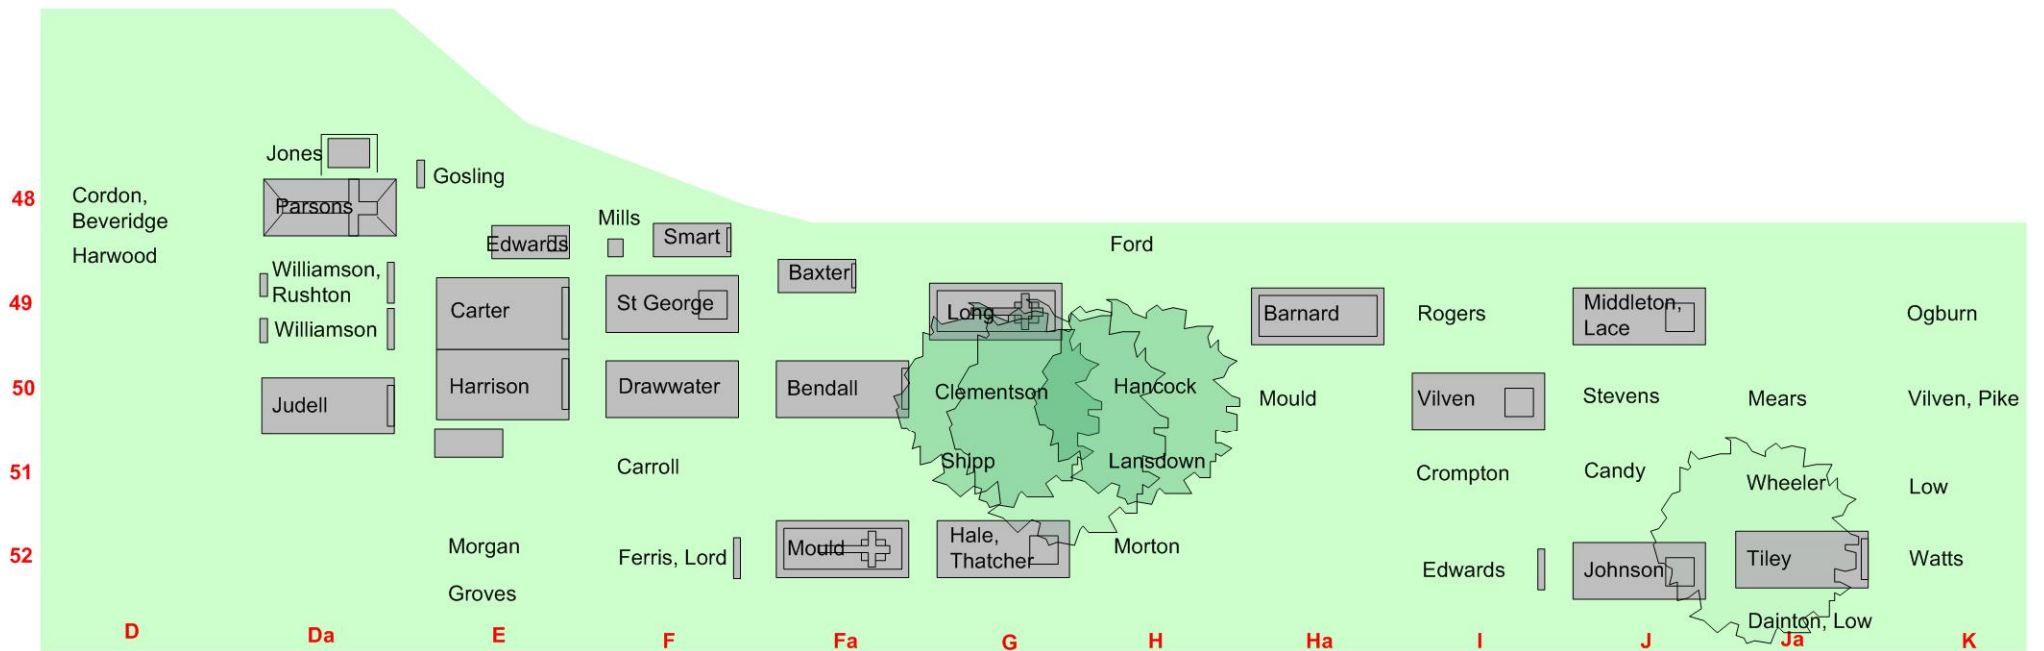 Jones
Gosling
48
Cordon,
Beveridge
Parsons
Mills
Harwood
Edwards
Smart
Ford
Williamson,
Rushton
Baxter
49
Carter
St George
Long
Barnard
Rogers
Middleton,
Lace
Ogburn
Williamson
50
Judell
Harrison
Drawwater
Bendall
Clementson
Hancock
Mould
Vilven
Stevens
Mears
Vilven, Pike
51
Carroll
Shipp
Lansdown
Crompton
Candy
Wheeler
Low
52
Morgan
Ferris, Lord
Mould
Hale,
Thatcher
Morton
Edwards
Johnson
Tiley
Watts
Groves
Dainton, Low
D
Da
E
F
Fa
G
H
Ha
I
J
Ja
K